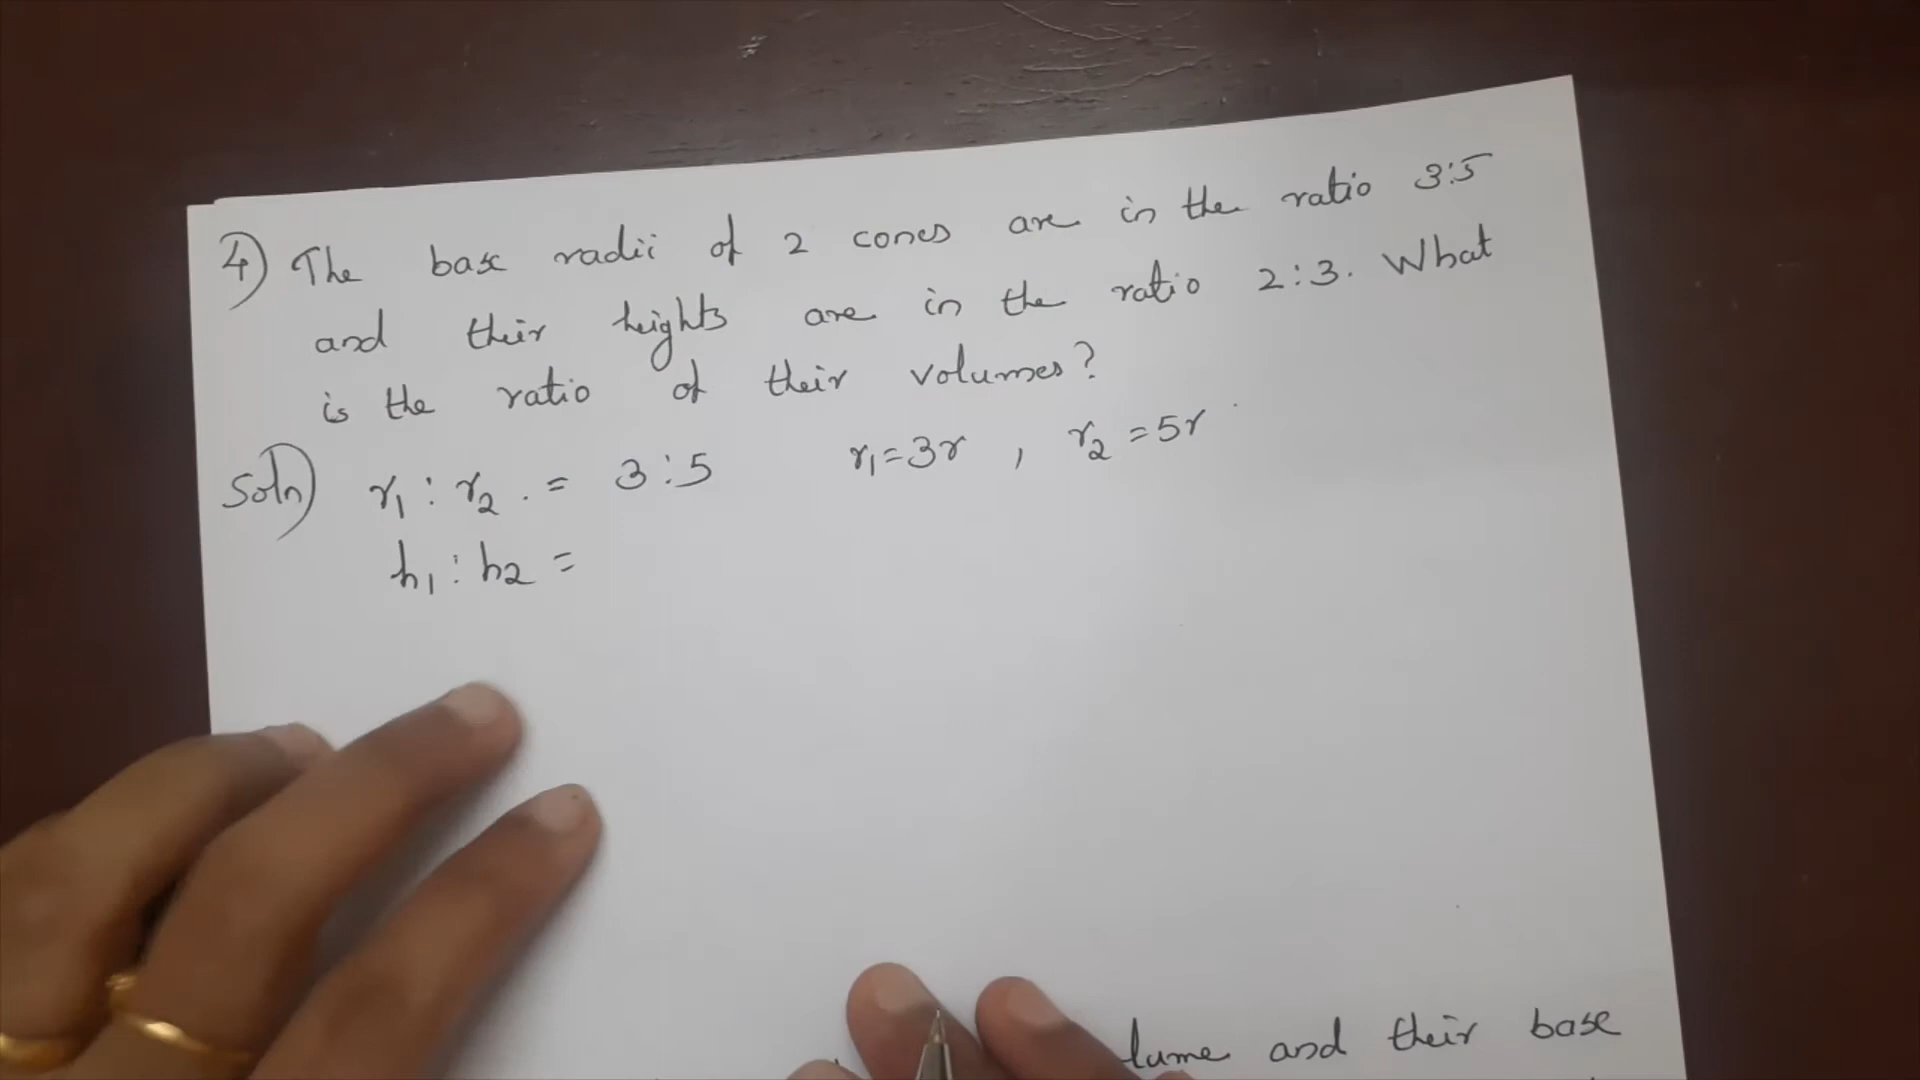 4) The base radii of 2 cones are in the ratio 3:5
and their heights are in the ratio 2:3. What
is the ratio of their volumes?
Soln) r1 : r2 . = 3:5 r1=3r , r2 =5r
h1 : h2 =
lume and their base